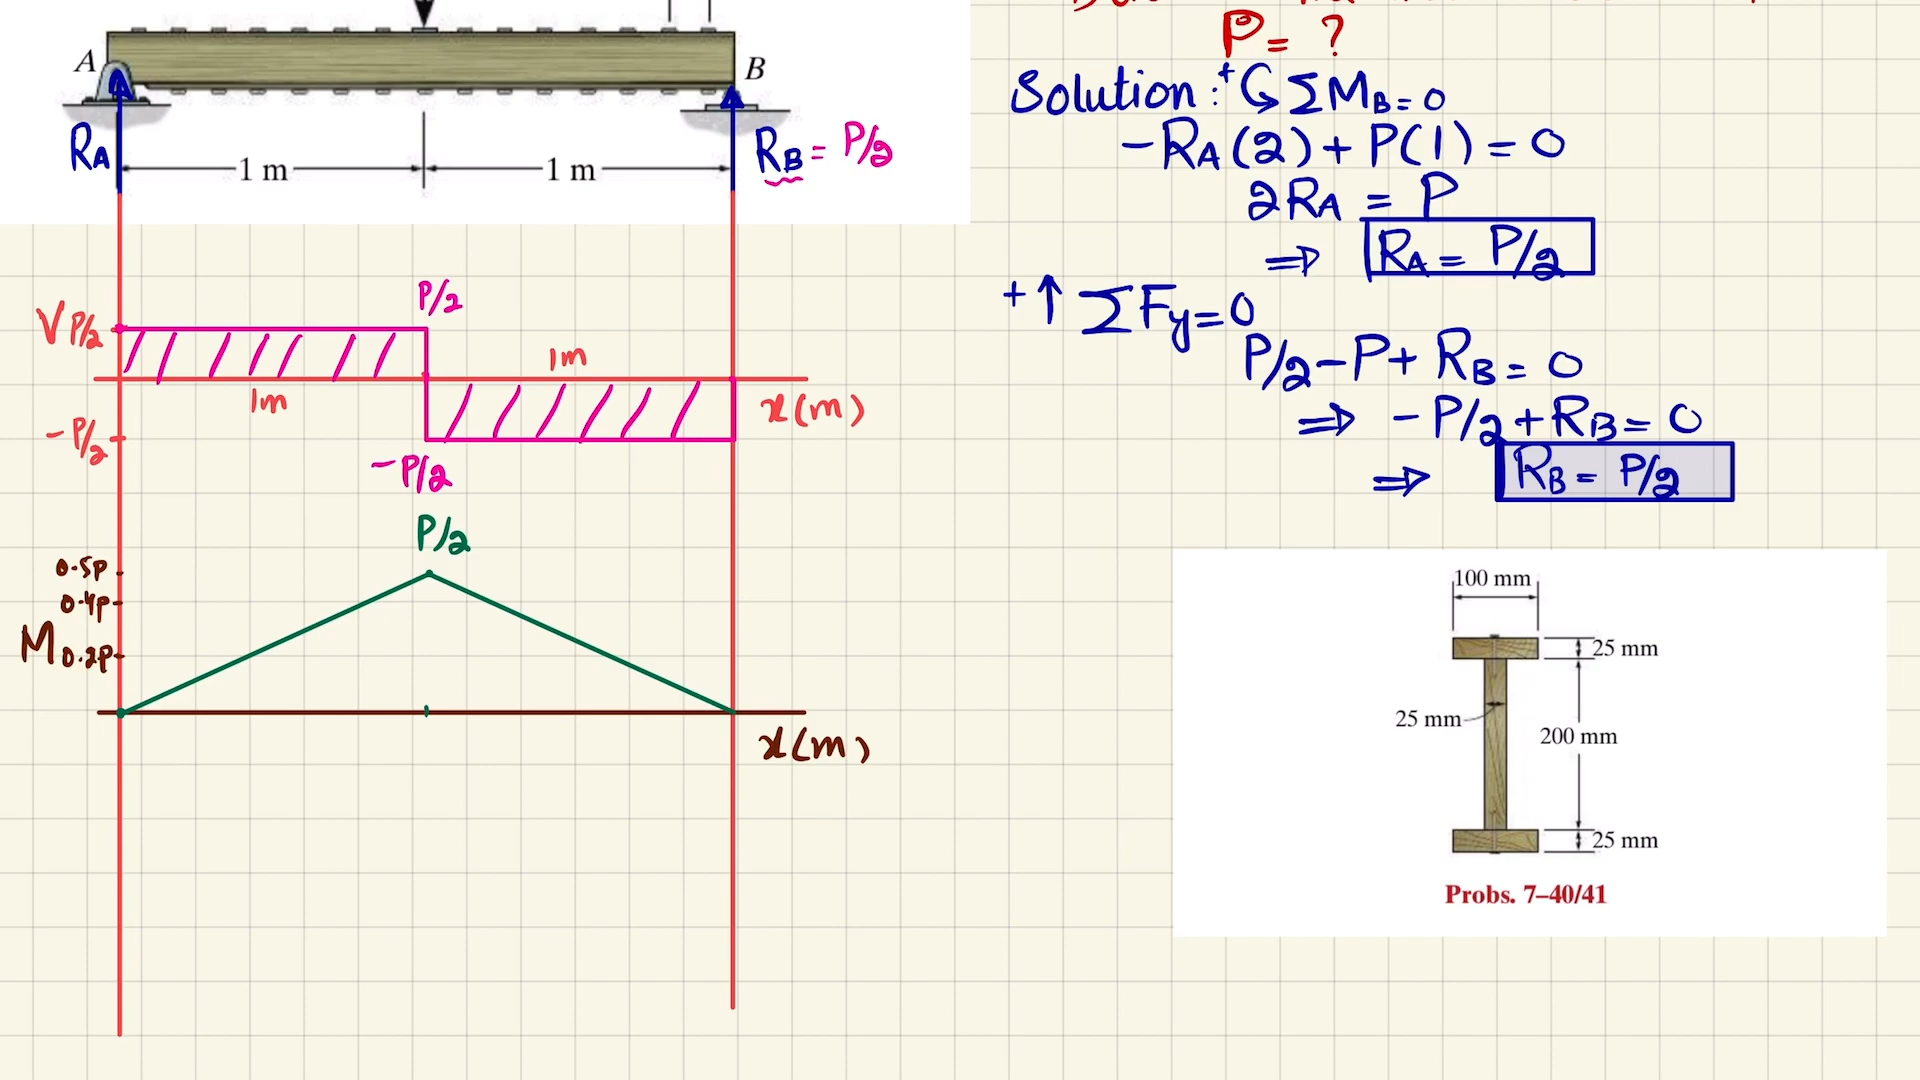 P = ?
Solution : + ΣM_B = 0
-R_A (2) + P(1) = 0
2R_A = P
⇒ R_A = P/2
+↑ ΣF_y = 0
P/2 - P + R_B = 0
⇒ -P/2 + R_B = 0
⇒ R_B = P/2
A
B
R_A
R_B = P/2
1 m
1 m
P/2
V P/2
1m
1m
x(m)
-P/2
-P/2
P/2
0.5P
0.4P
M 0.2P
x(m)
100 mm
25 mm
25 mm
200 mm
25 mm
Probs. 7–40/41